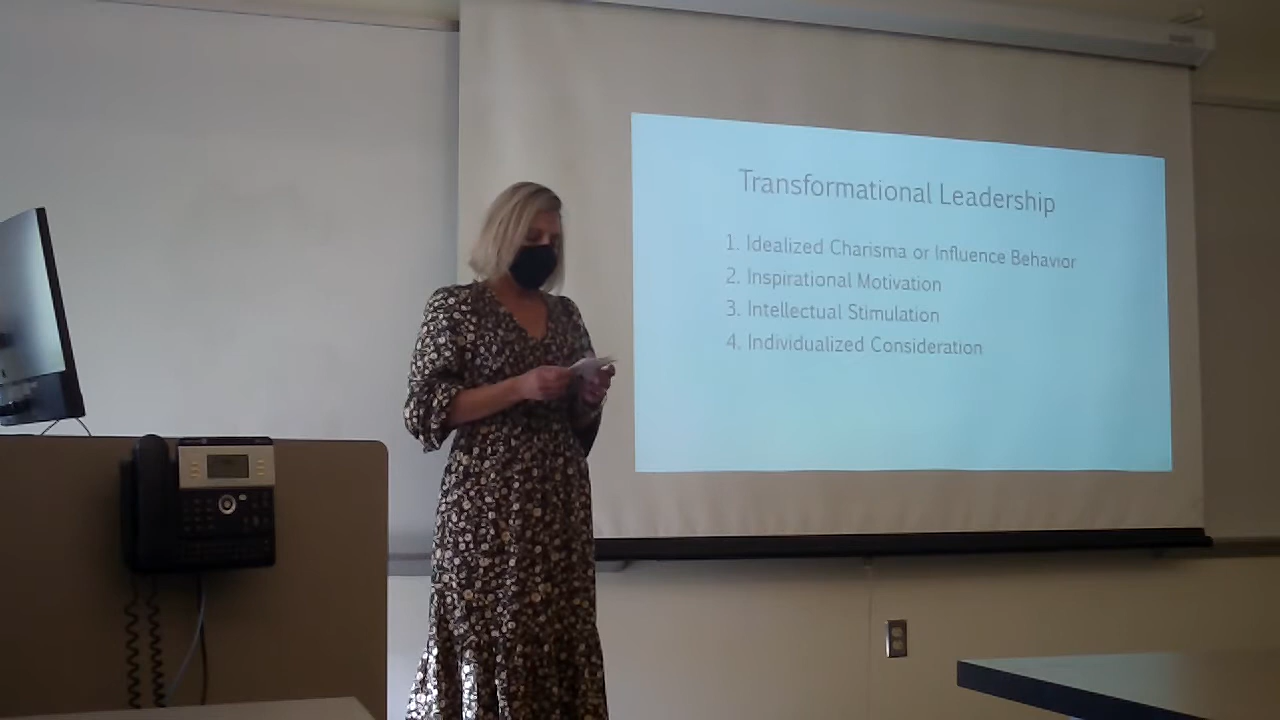 Transformational Leadership
1. Idealized Charisma or Influence Behavior
2. Inspirational Motivation
3. Intellectual Stimulation
4. Individualized Consideration